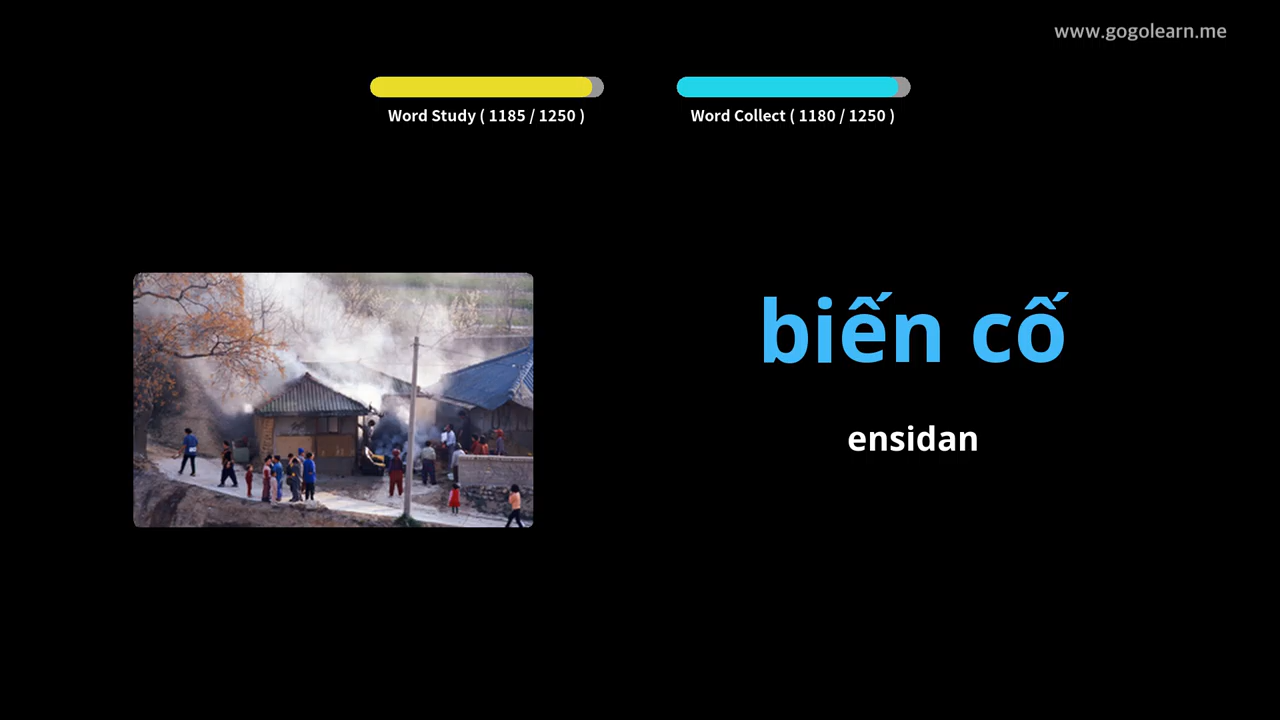 www.gogolearn.me
Word Study ( 1185 / 1250 )
Word Collect ( 1180 / 1250 )
biến cố
ensidan